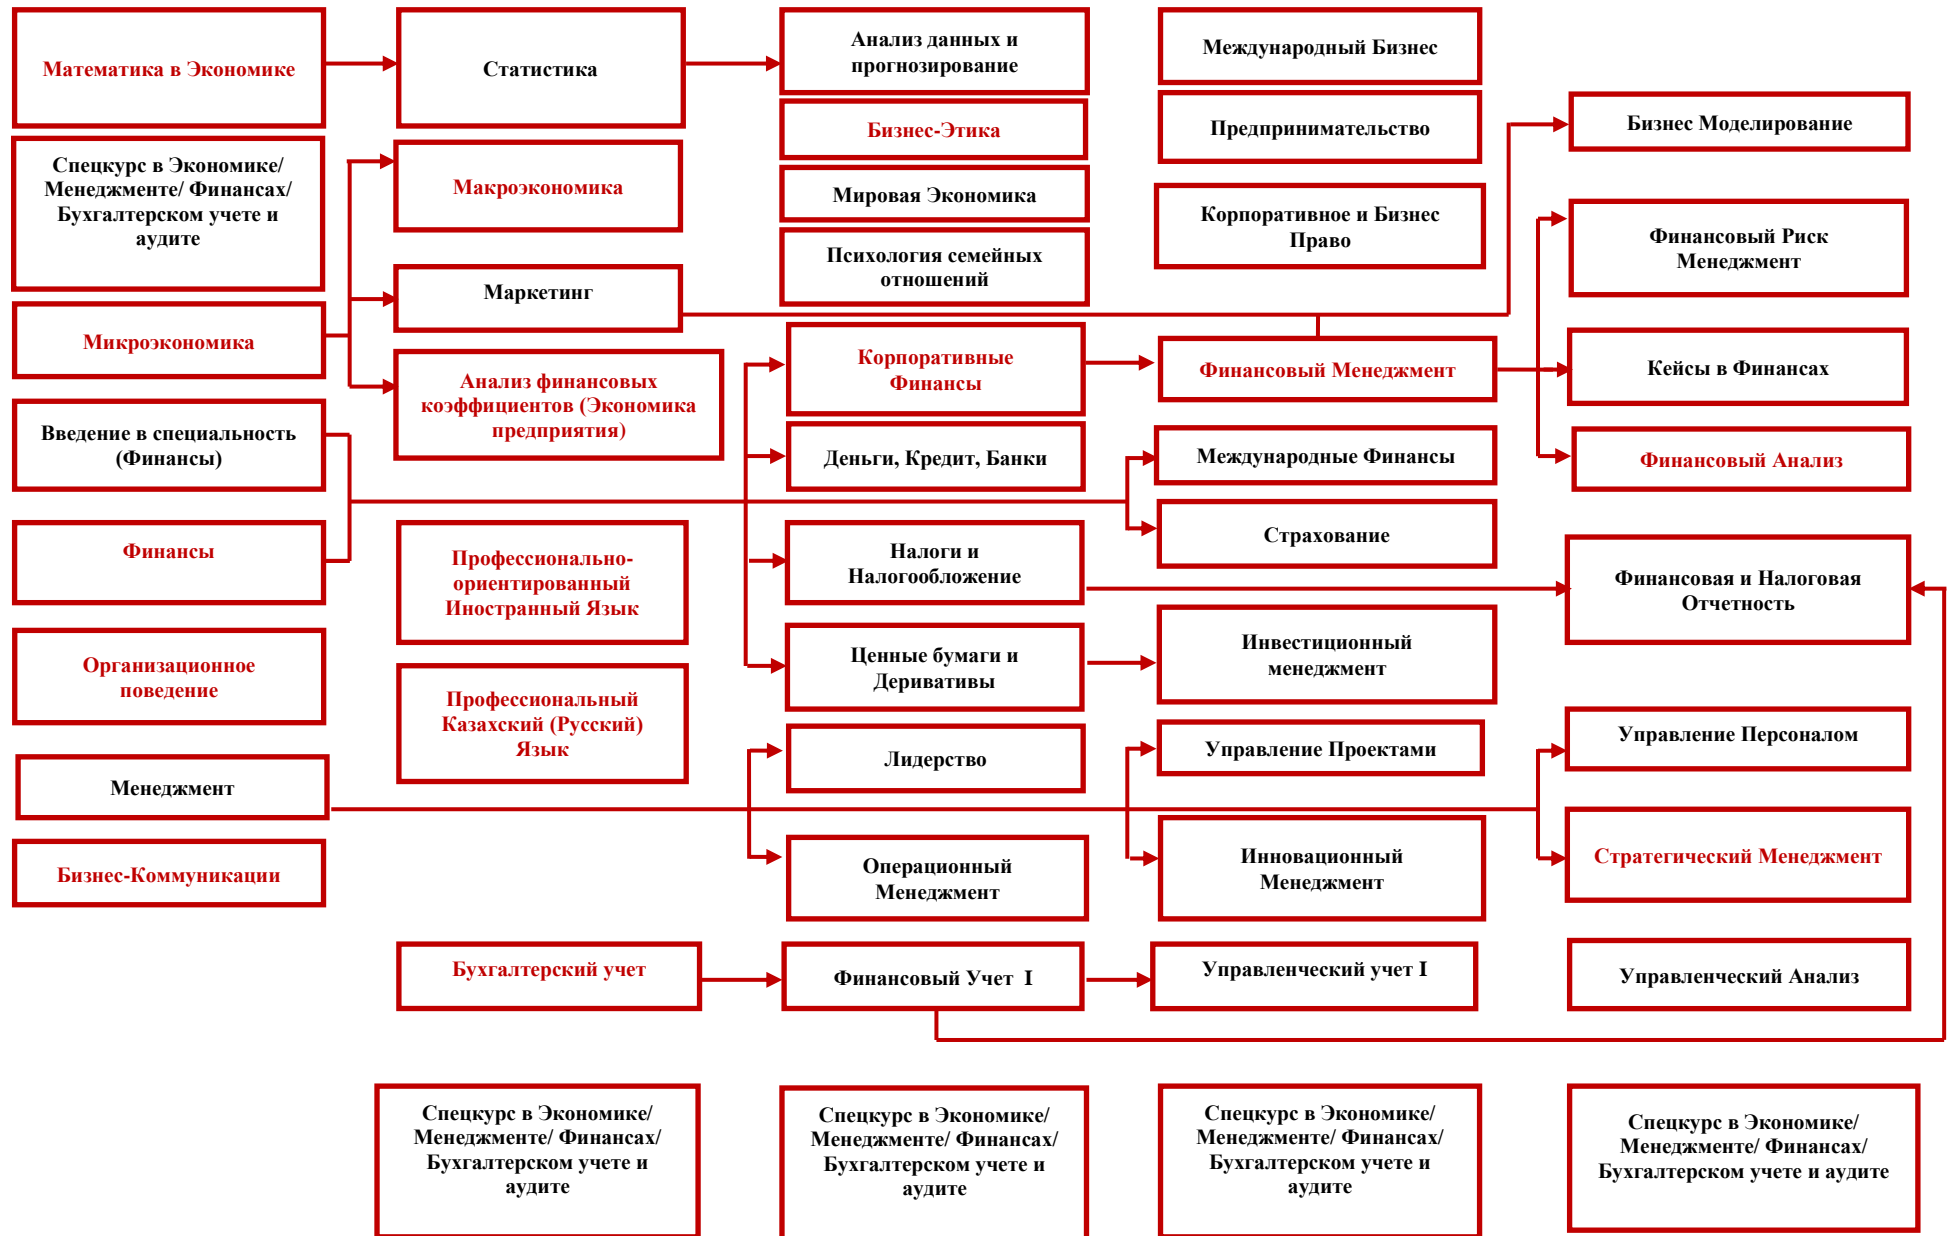 Математика в Экономике
Спецкурс в Экономике/
Менеджменте/ Финансах/
Бухгалтерском учете и
аудите
Микроэкономика
Введение в специальность
(Финансы)
Финансы
Организационное
поведение
Менеджмент
Бизнес-Коммуникации
Статистика
Макроэкономика
Маркетинг
Анализ финансовых
коэффициентов (Экономика
предприятия)
Профессионально-
ориентированный
Иностранный Язык
Профессиональный
Казахский (Русский)
Язык
Бухгалтерский учет
Спецкурс в Экономике/
Менеджменте/ Финансах/
Бухгалтерском учете и
аудите
Анализ данных и
прогнозирование
Бизнес-Этика
Мировая Экономика
Психология семейных
отношений
Корпоративные
Финансы
Деньги, Кредит, Банки
Налоги и
Налогообложение
Ценные бумаги и
Деривативы
Лидерство
Операционный
Менеджмент
Финансовый Учет I
Спецкурс в Экономике/
Менеджменте/ Финансах/
Бухгалтерском учете и
аудите
Международный Бизнес
Предпринимательство
Корпоративное и Бизнес
Право
Финансовый Менеджмент
Международные Финансы
Страхование
Инвестиционный
менеджмент
Управление Проектами
Инновационный
Менеджмент
Управленческий учет I
Спецкурс в Экономике/
Менеджменте/ Финансах/
Бухгалтерском учете и
аудите
Бизнес Моделирование
Финансовый Риск
Менеджмент
Кейсы в Финансах
Финансовый Анализ
Финансовая и Налоговая
Отчетность
Управление Персоналом
Стратегический Менеджмент
Управленческий Анализ
Спецкурс в Экономике/
Менеджменте/ Финансах/
Бухгалтерском учете и аудите